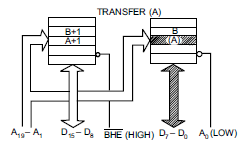 TRANSFER (A)
B+1
A+1
B
(A)
A19 – A1
D15 – D8
BHE (HIGH)
D7 – D0
A0 (LOW)